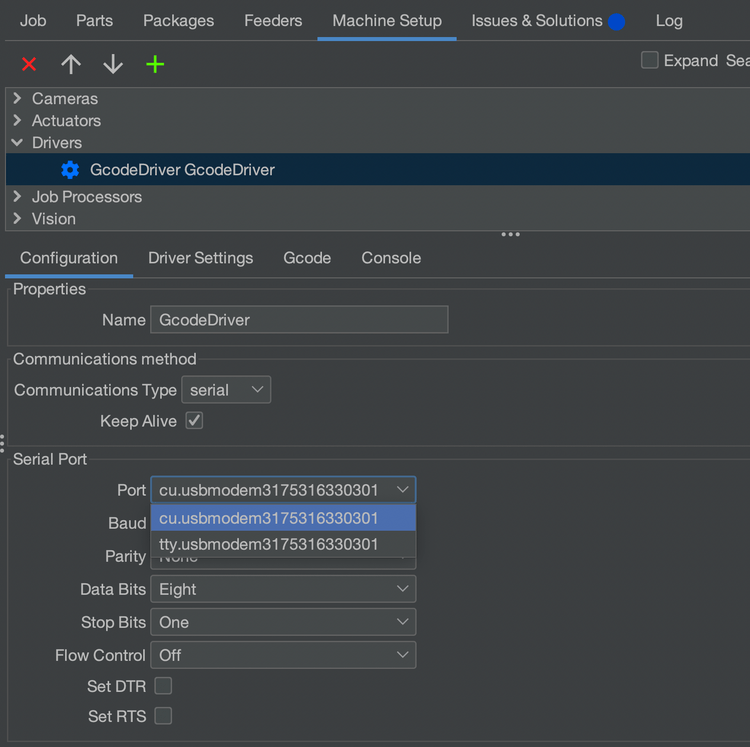 Job Parts Packages Feeders Machine Setup Issues & Solutions Log
Expand Sea
Cameras
Actuators
Drivers
GcodeDriver GcodeDriver
Job Processors
Vision
Configuration Driver Settings Gcode Console
Properties
Name GcodeDriver
Communications method
Communications Type serial
Keep Alive
Serial Port
Port cu.usbmodem3175316330301
Baud cu.usbmodem3175316330301
tty.usbmodem3175316330301
Parity None
Data Bits Eight
Stop Bits One
Flow Control Off
Set DTR
Set RTS